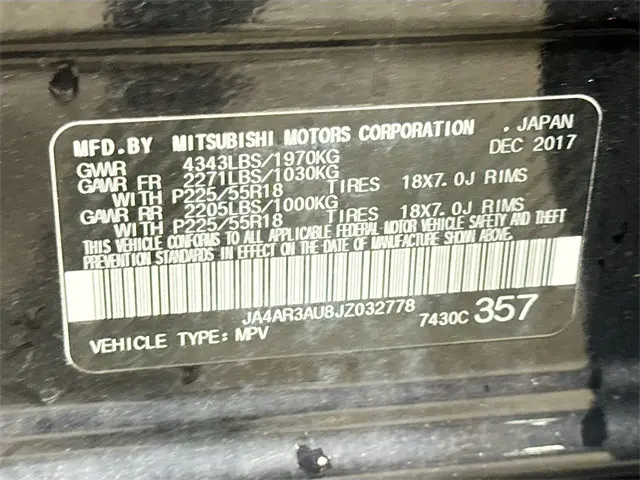 MFD.BY MITSUBISHI MOTORS CORPORATION , JAPAN
GVWR 4343LBS/1970KG DEC 2017
GAWR FR 2271LBS/1030KG
WITH P225/55R18 TIRES 18X7.0J RIMS
GAWR RR 2205LBS/1000KG
WITH P225/55R18 TIRES 18X7.0J RIMS
THIS VEHICLE CONFORMS TO ALL APPLICABLE FEDERAL MOTOR VEHICLE SAFETY AND THEFT
PREVENTION STANDARDS IN EFFECT ON THE DATE OF MANUFACTURE SHOWN ABOVE.
JA4AR3AU8JZ032778
VEHICLE TYPE: MPV 7430C 357